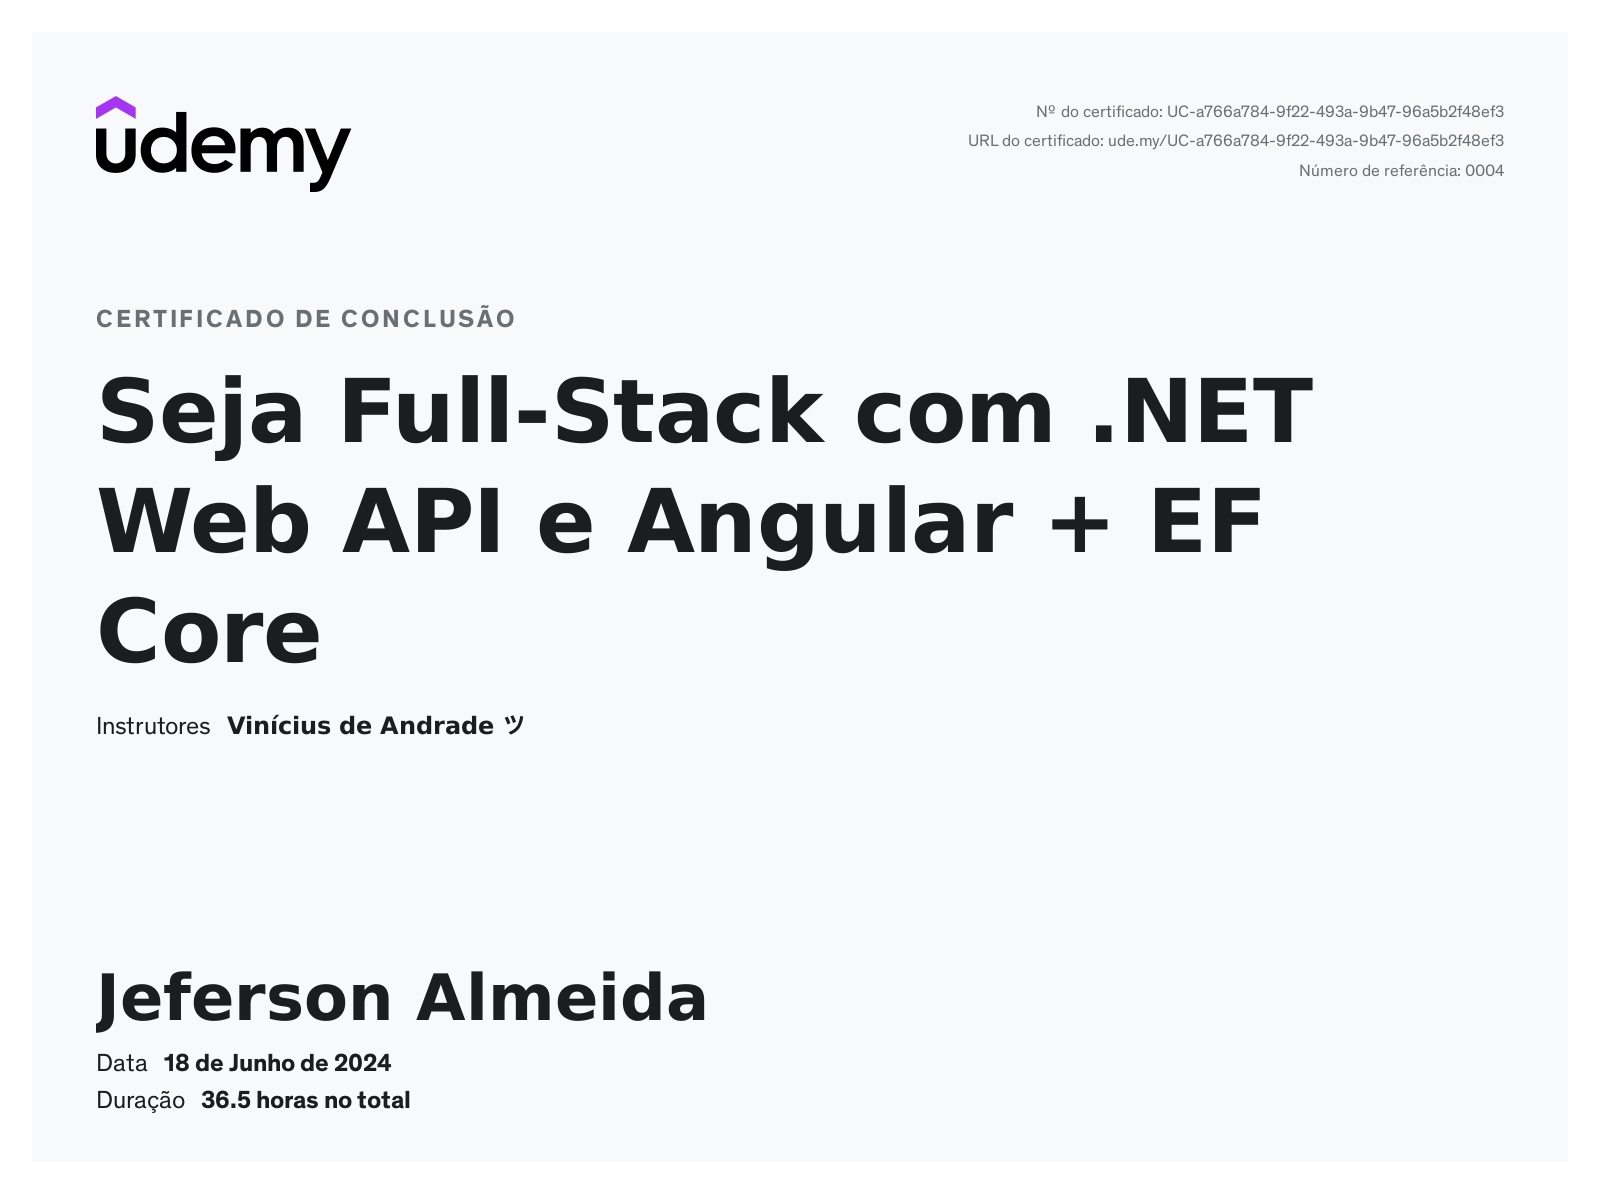 udemy
Nº do certificado: UC-a766a784-9f22-493a-9b47-96a5b2f48ef3
URL do certificado: ude.my/UC-a766a784-9f22-493a-9b47-96a5b2f48ef3
Número de referência: 0004
CERTIFICADO DE CONCLUSÃO
Seja Full-Stack com .NET
Web API e Angular + EF
Core
Instrutores Vinícius de Andrade ツ
Jeferson Almeida
Data 18 de Junho de 2024
Duração 36.5 horas no total